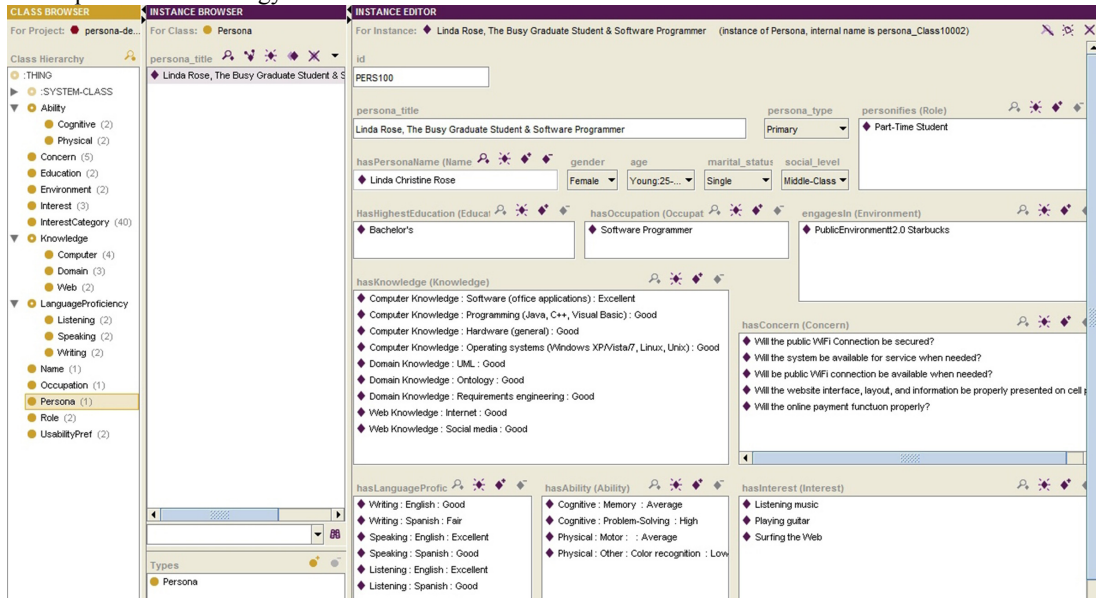 CLASS BROWSER
For Project: persona-de...
Class Hierarchy
:THING
:SYSTEM-CLASS
Ability
Cognitive (2)
Physical (2)
Concern (5)
Education (2)
Environment (2)
Interest (3)
InterestCategory (40)
Knowledge
Computer (4)
Domain (3)
Web (2)
LanguageProficiency
Listening (2)
Speaking (2)
Writing (2)
Name (1)
Occupation (1)
Persona (1)
Role (2)
UsabilityPref (2)
INSTANCE BROWSER
For Class: Persona
persona_title
Linda Rose, The Busy Graduate Student & S
Types
Persona
INSTANCE EDITOR
For Instance: Linda Rose, The Busy Graduate Student & Software Programmer (instance of Persona, internal name is persona_Class10002)
id
PERS100
persona_title
Linda Rose, The Busy Graduate Student & Software Programmer
persona_type
Primary
personifies (Role)
Part-Time Student
hasPersonaName (Name
Linda Christine Rose
gender
Female
age
Young:25-...
marital_status
Single
social_level
Middle-Class
HasHighestEducation (Educat
Bachelor's
hasOccupation (Occupat
Software Programmer
engagesIn (Environment)
PublicEnvironmentt2.0 Starbucks
hasKnowledge (Knowledge)
Computer Knowledge : Software (office applications) : Excellent
Computer Knowledge : Programming (Java, C++, Visual Basic) : Good
Computer Knowledge : Hardware (general) : Good
Computer Knowledge : Operating systems (Windows XP/Vista/7, Linux, Unix) : Good
Domain Knowledge : UML : Good
Domain Knowledge : Ontology : Good
Domain Knowledge : Requirements engineering : Good
Web Knowledge : Internet : Good
Web Knowledge : Social media : Good
hasConcern (Concern)
Will the public WiFi Connection be secured?
Will the system be available for service when needed?
Will be public WiFi connection be available when needed?
Will the website interface, layout, and information be properly presented on cell p
Will the online payment functuon properly?
hasLanguageProfic
Writing : English : Good
Writing : Spanish : Fair
Speaking : English : Excellent
Speaking : Spanish : Good
Listening : English : Excellent
Listening : Spanish : Good
hasAbility (Ability)
Cognitive : Memory : Average
Cognitive : Problem-Solving : High
Physical : Motor : : Average
Physical : Other : Color recognition : Low
hasInterest (Interest)
Listening music
Playing guitar
Surfing the Web